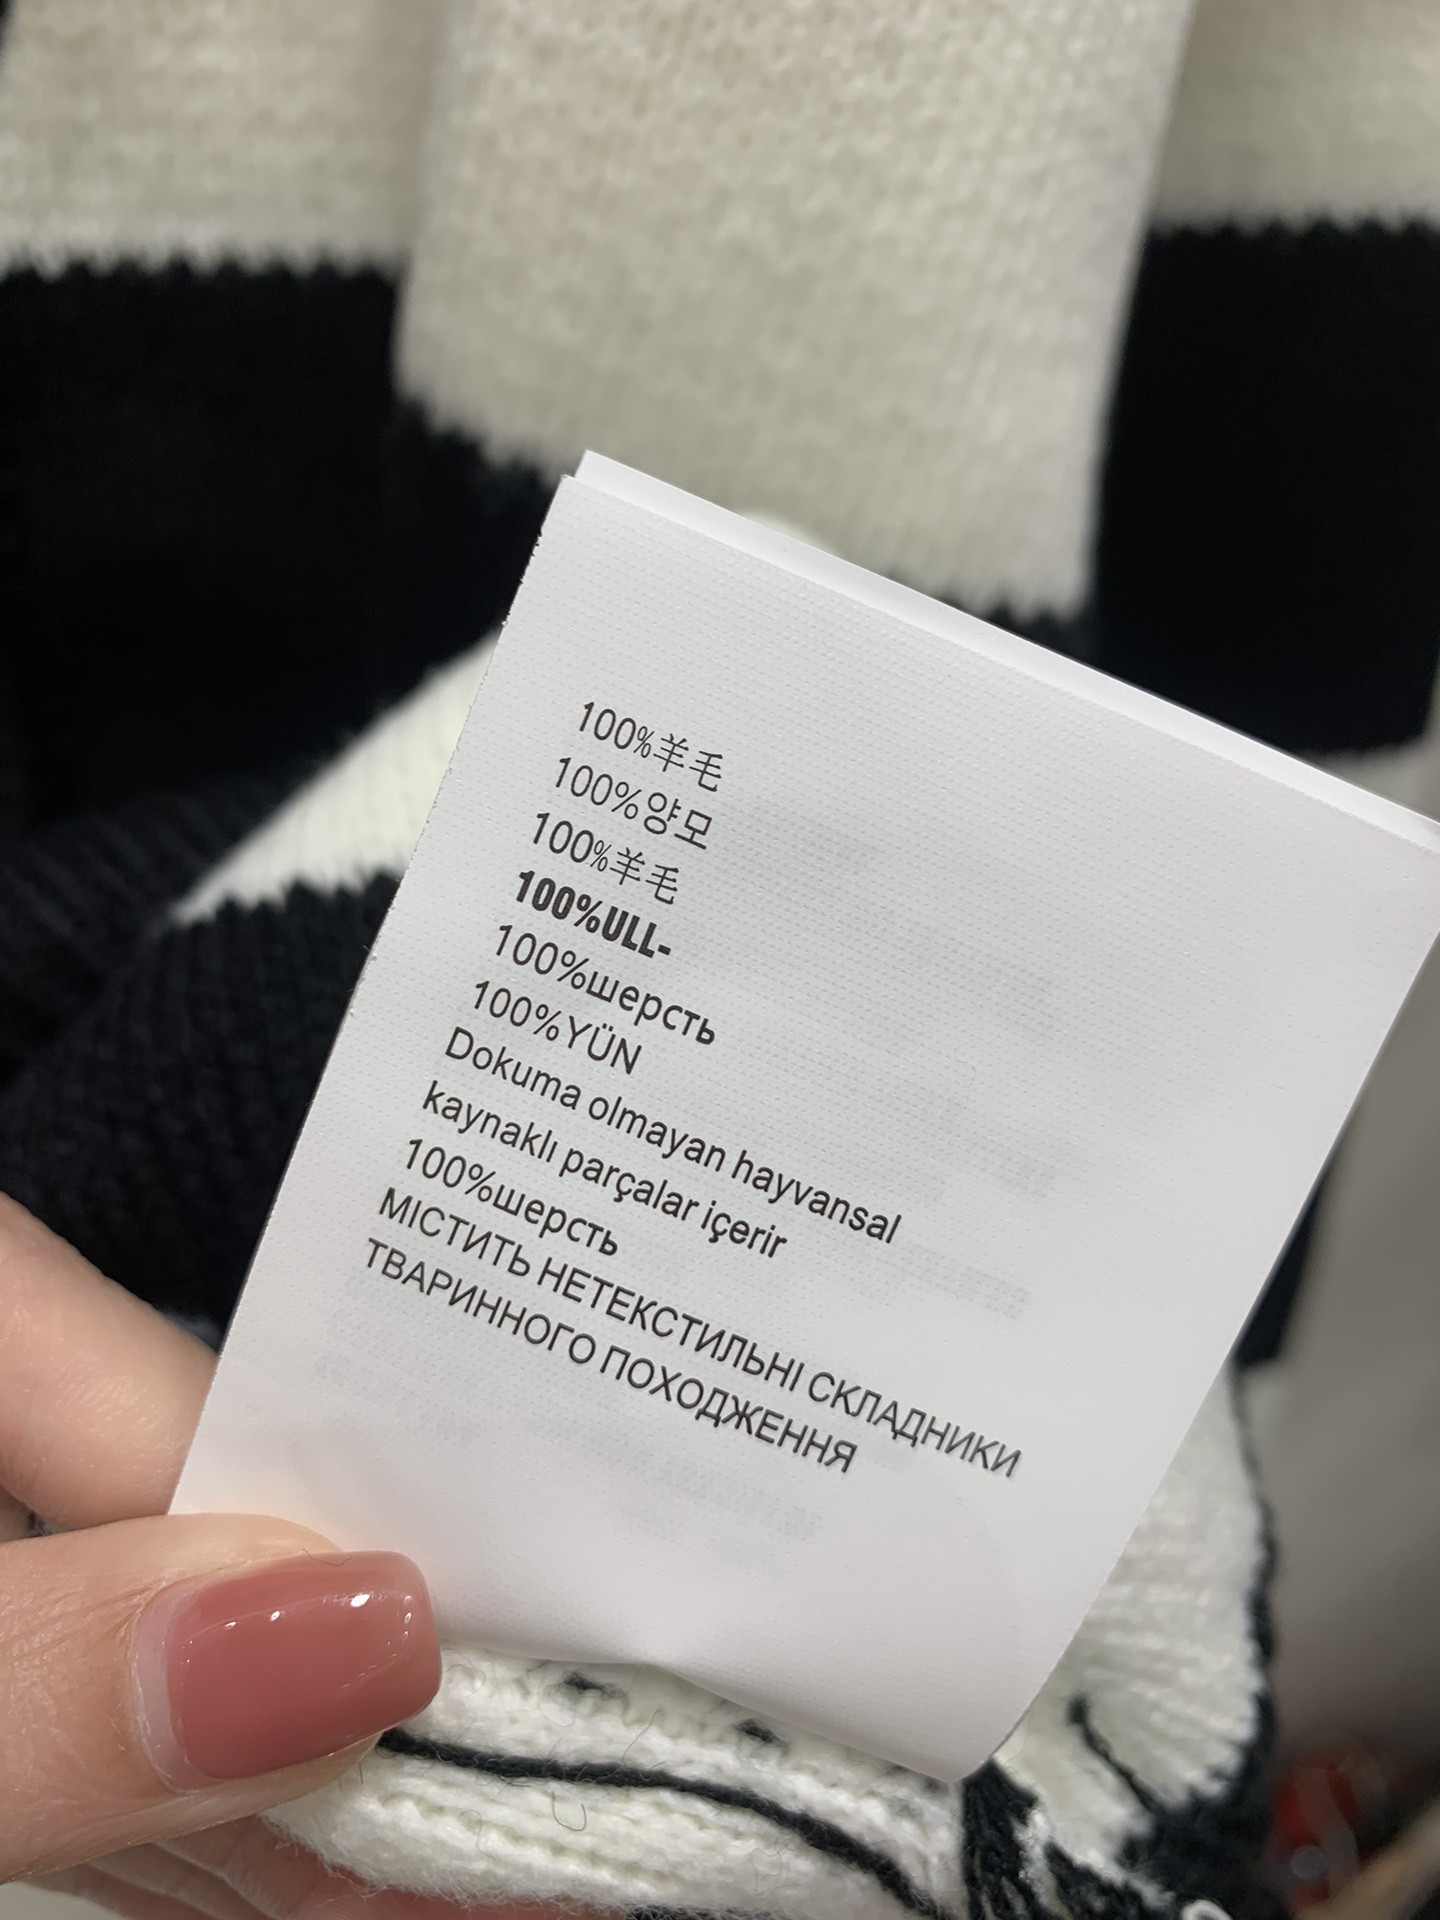 100%羊毛
100%양모
100%羊毛
100%ULL-
100%шерсть
100%YÜN
Dokuma olmayan hayvansal
kaynaklı parçalar içerir
100%шерсть
МІСТИТЬ НЕТЕКСТИЛЬНІ СКЛАДНИКИ
ТВАРИННОГО ПОХОДЖЕННЯ